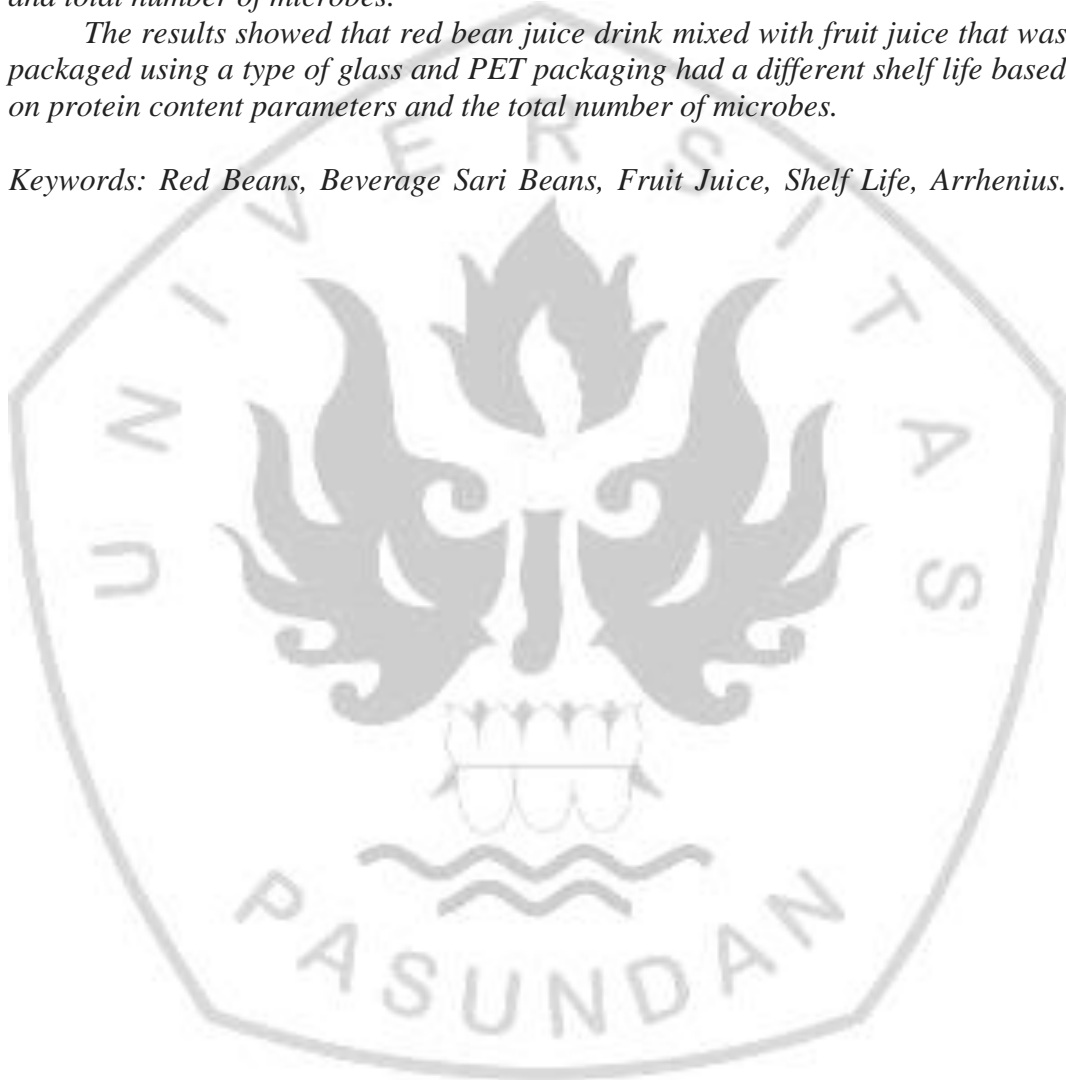 and total number of microbes.
The results showed that red bean juice drink mixed with fruit juice that was
packaged using a type of glass and PET packaging had a different shelf life based
on protein content parameters and the total number of microbes.
Keywords: Red Beans, Beverage Sari Beans, Fruit Juice, Shelf Life, Arrhenius.
UNIVERSITAS
PASUNDAN